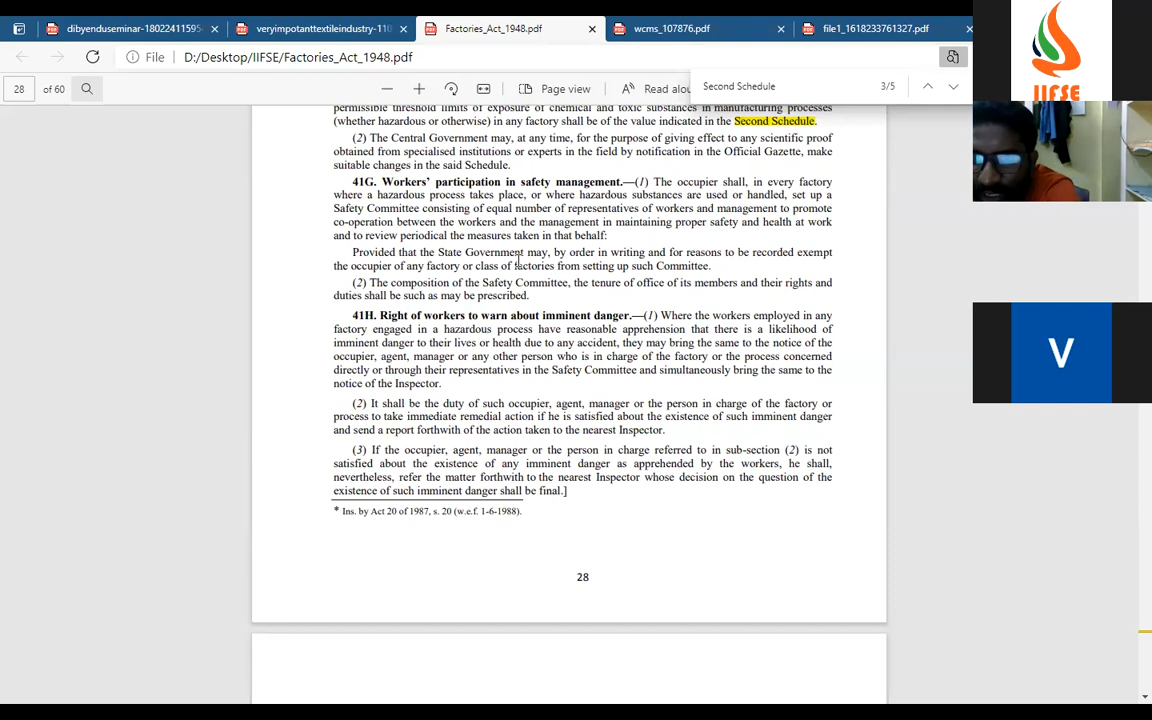 dibyenduseminar-18022411595
veryimpotanttextileindustry-110
Factories_Act_1948.pdf
wcms_107876.pdf
file1_1618233761327.pdf
File
D:/Desktop/IIFSE/Factories_Act_1948.pdf
28 of 60
Page view
Read alou
Second Schedule
3/5
permissible threshold limits of exposure of chemical and toxic substances in manufacturing processes
(whether hazardous or otherwise) in any factory shall be of the value indicated in the Second Schedule.
(2) The Central Government may, at any time, for the purpose of giving effect to any scientific proof
obtained from specialised institutions or experts in the field by notification in the Official Gazette, make
suitable changes in the said Schedule.
41G. Workers' participation in safety management.—(1) The occupier shall, in every factory
where a hazardous process takes place, or where hazardous substances are used or handled, set up a
Safety Committee consisting of equal number of representatives of workers and management to promote
co-operation between the workers and the management in maintaining proper safety and health at work
and to review periodical the measures taken in that behalf:
Provided that the State Government may, by order in writing and for reasons to be recorded exempt
the occupier of any factory or class of factories from setting up such Committee.
(2) The composition of the Safety Committee, the tenure of office of its members and their rights and
duties shall be such as may be prescribed.
41H. Right of workers to warn about imminent danger.—(1) Where the workers employed in any
factory engaged in a hazardous process have reasonable apprehension that there is a likelihood of
imminent danger to their lives or health due to any accident, they may bring the same to the notice of the
occupier, agent, manager or any other person who is in charge of the factory or the process concerned
directly or through their representatives in the Safety Committee and simultaneously bring the same to the
notice of the Inspector.
(2) It shall be the duty of such occupier, agent, manager or the person in charge of the factory or
process to take immediate remedial action if he is satisfied about the existence of such imminent danger
and send a report forthwith of the action taken to the nearest Inspector.
(3) If the occupier, agent, manager or the person in charge referred to in sub-section (2) is not
satisfied about the existence of any imminent danger as apprehended by the workers, he shall,
nevertheless, refer the matter forthwith to the nearest Inspector whose decision on the question of the
existence of such imminent danger shall be final.]
* Ins. by Act 20 of 1987, s. 20 (w.e.f. 1-6-1988).
28
IIFSE
V